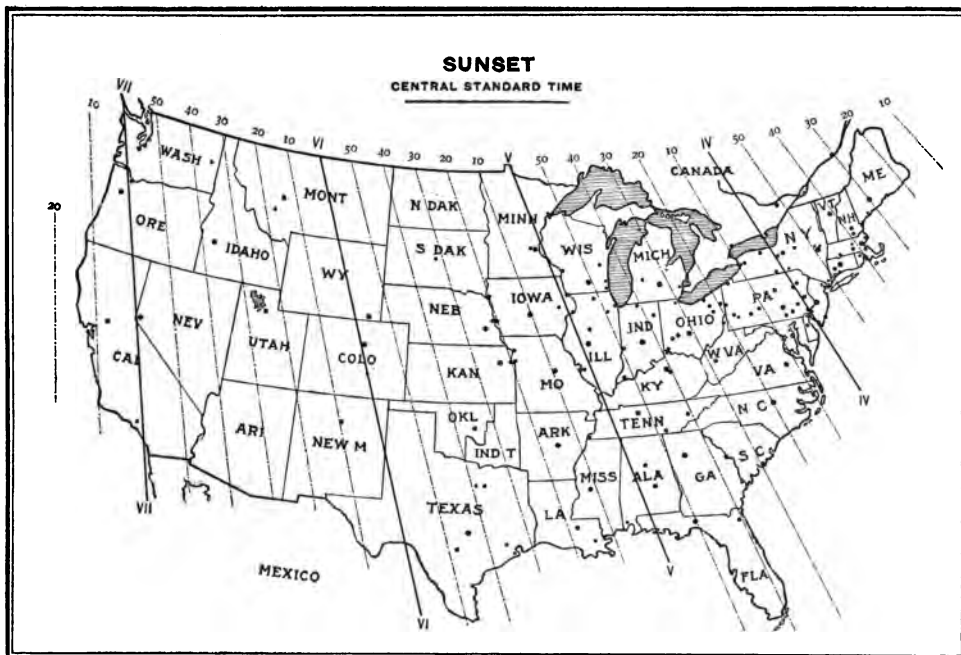 SUNSET
CENTRAL STANDARD TIME
VII
10
50
40
30
20
10
VI
50
40
30
20
10
V
50
40
30
20
10
IV
50
40
30
20
10
WASH
MONT
N DAK
MINN
CANADA
ME
VT
NH
ORE
IDAHO
S DAK
WIS
MICH
N Y
20
WY
NEB
IOWA
PA
NEV
UTAH
COLO
ILL
IND
OHIO
W VA
VA
CAL
KAN
MO
KY
IV
ARI
NEW M
OKL
IND T
ARK
TENN
N C
S C
MISS
ALA
GA
VII
TEXAS
LA
V
FLA
MEXICO
VI